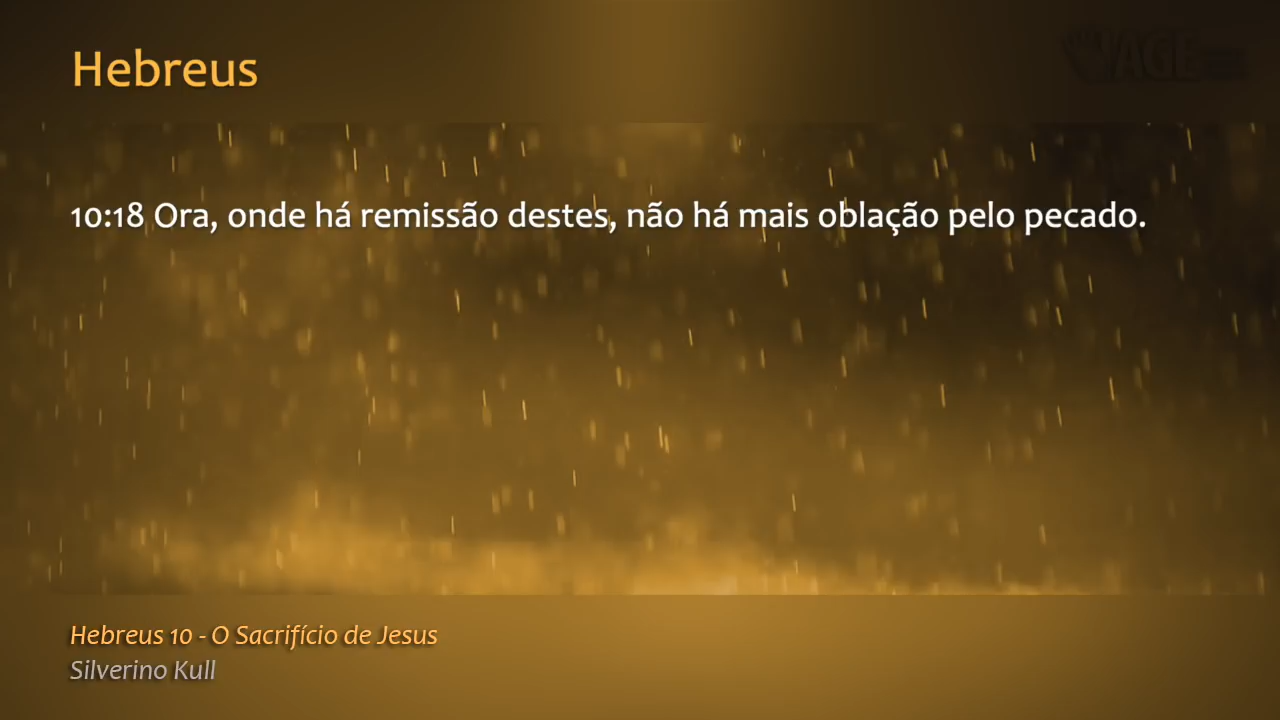 Hebreus
10:18 Ora, onde há remissão destes, não há mais oblação pelo pecado.
Hebreus 10 - O Sacrifício de Jesus
Silverino Kull